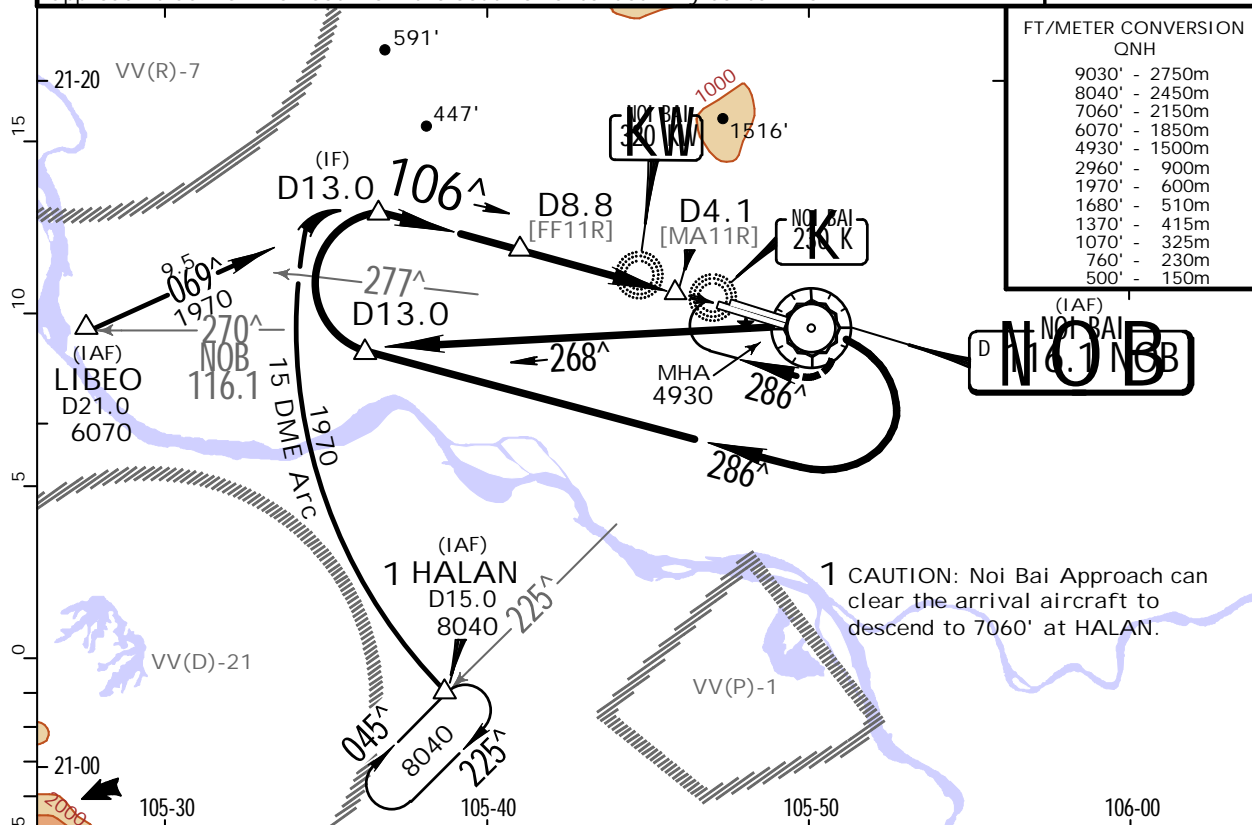 FT/METER CONVERSION
QNH
9030' - 2750m
8040' - 2450m
7060' - 2150m
6070' - 1850m
4930' - 1500m
2960' - 900m
1970' - 600m
1680' - 510m
1370' - 415m
1070' - 325m
760' - 230m
500' - 150m
591'
VV(R)-7
21-20
1000
447'
1516'
NOI BAI
320 KW
KW
15
(IF)
D13.0
106^
D8.8
[FF11R]
D4.1
[MA11R]
NOI BAI
230 K
K
9.5
069^
1970
277^
10
D13.0
270^
NOB
116.1
(IAF)
LIBEO
D21.0
6070
268^
MHA
4930
286^
(IAF)
NOI BAI
D 116.1 NOB
NOB
15 DME Arc
1970
286^
5
(IAF)
1 HALAN
D15.0
8040
225^
1 CAUTION: Noi Bai Approach can
clear the arrival aircraft to
descend to 7060' at HALAN.
0
VV(D)-21
VV(P)-1
045^
8040
225^
21-00
2000
5
105-30
105-40
105-50
106-00